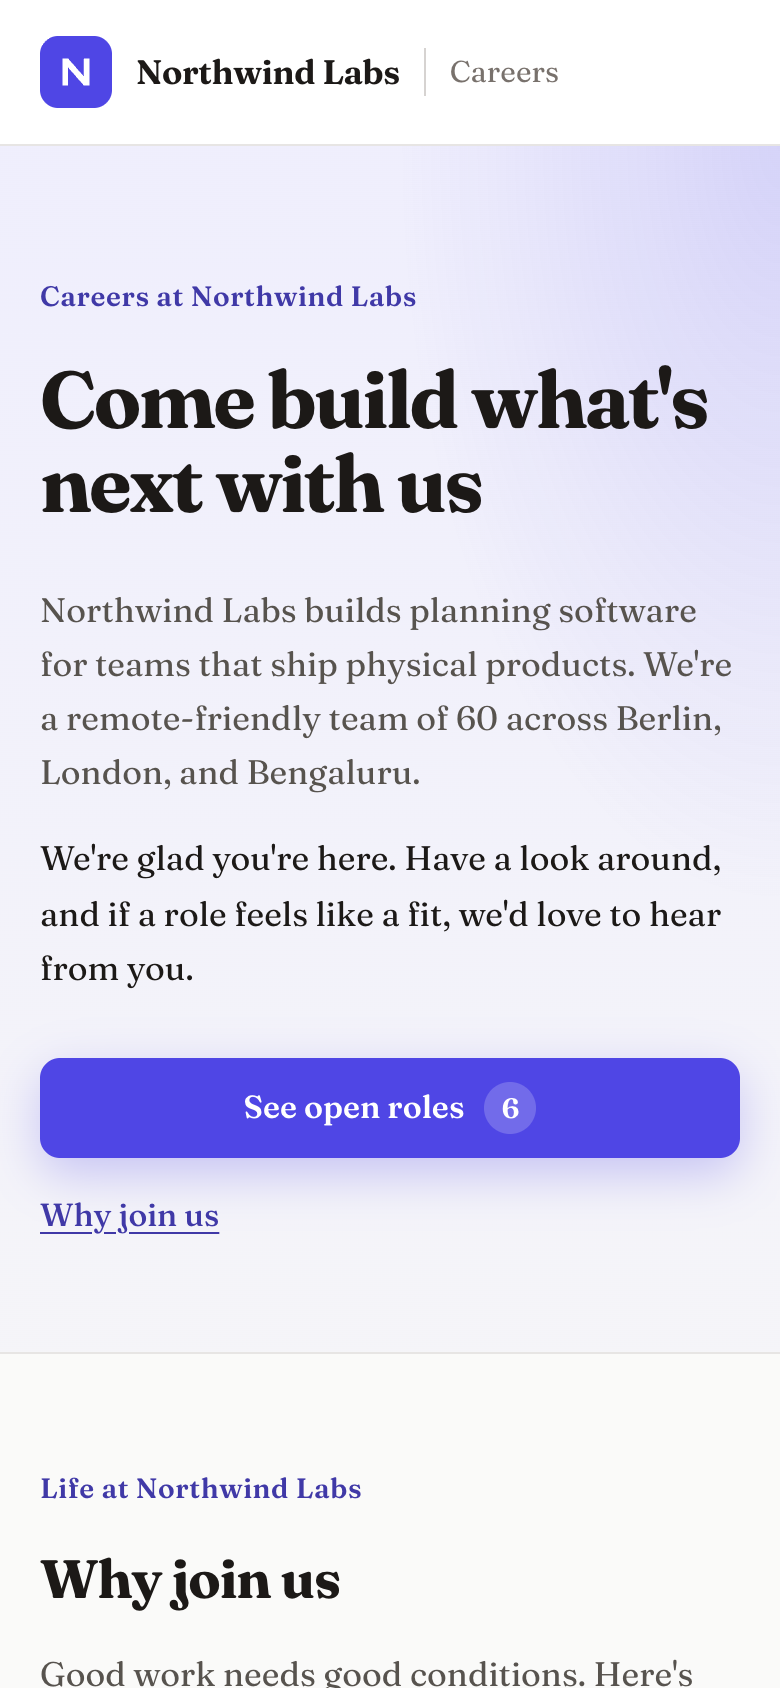 N
Northwind Labs
Careers
Careers at Northwind Labs
Come build what's
next with us
Northwind Labs builds planning software
for teams that ship physical products. We're
a remote-friendly team of 60 across Berlin,
London, and Bengaluru.
We're glad you're here. Have a look around,
and if a role feels like a fit, we'd love to hear
from you.
See open roles 6
Why join us
Life at Northwind Labs
Why join us
Good work needs good conditions. Here's